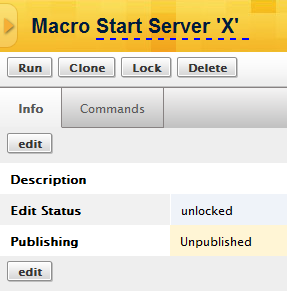 Macro Start Server 'X'
Run Clone Lock Delete
Info Commands
edit
Description
Edit Status unlocked
Publishing Unpublished
edit